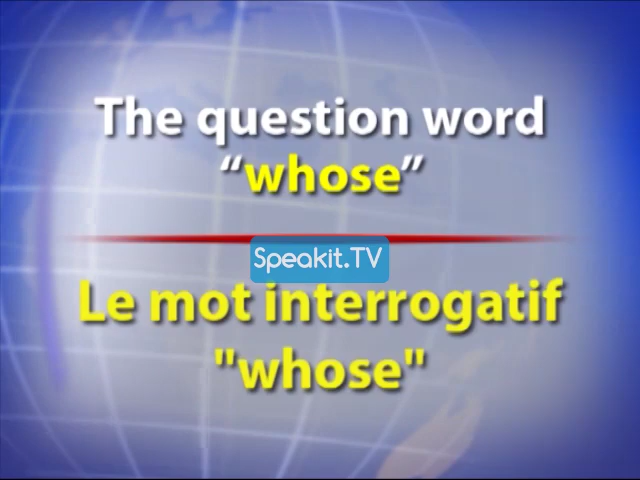 The question word
“whose”
Speakit.TV
Le mot interrogatif
"whose"